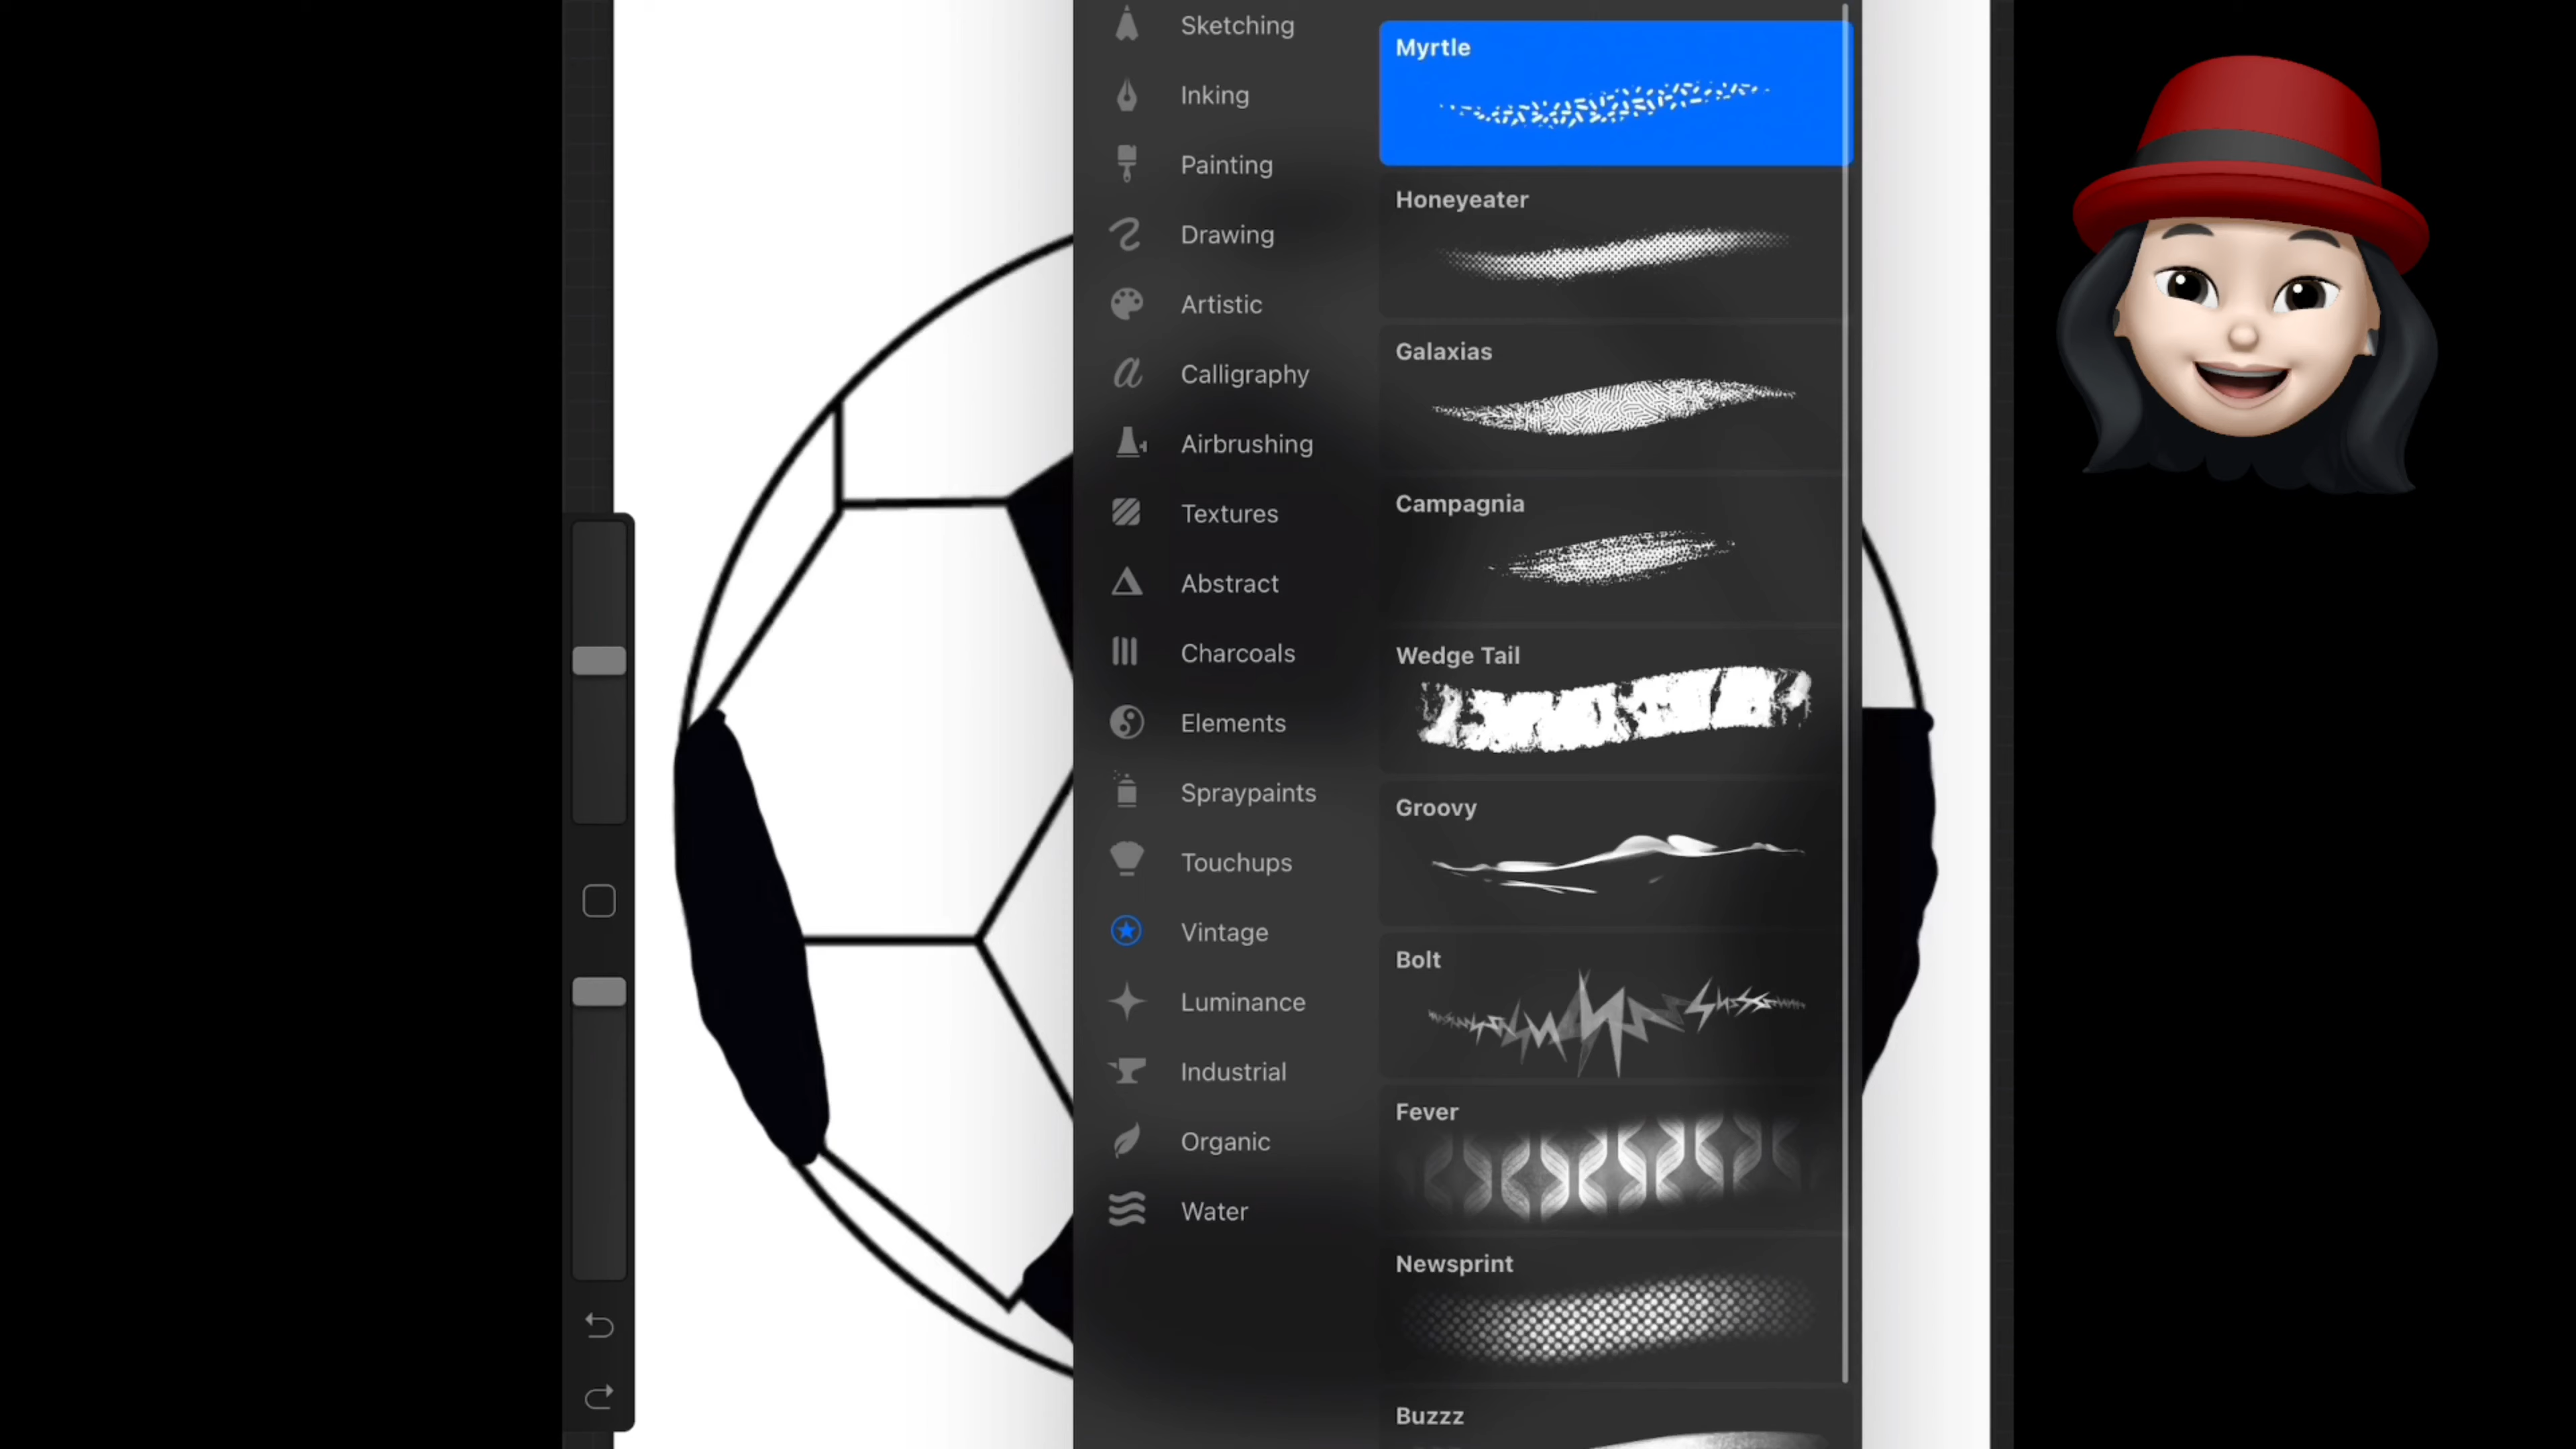 Sketching
Inking
Painting
Drawing
Artistic
Calligraphy
Airbrushing
Textures
Abstract
Charcoals
Elements
Spraypaints
Touchups
Vintage
Luminance
Industrial
Organic
Water
Myrtle
Honeyeater
Galaxias
Campagnia
Wedge Tail
Groovy
Bolt
Fever
Newsprint
Buzzz